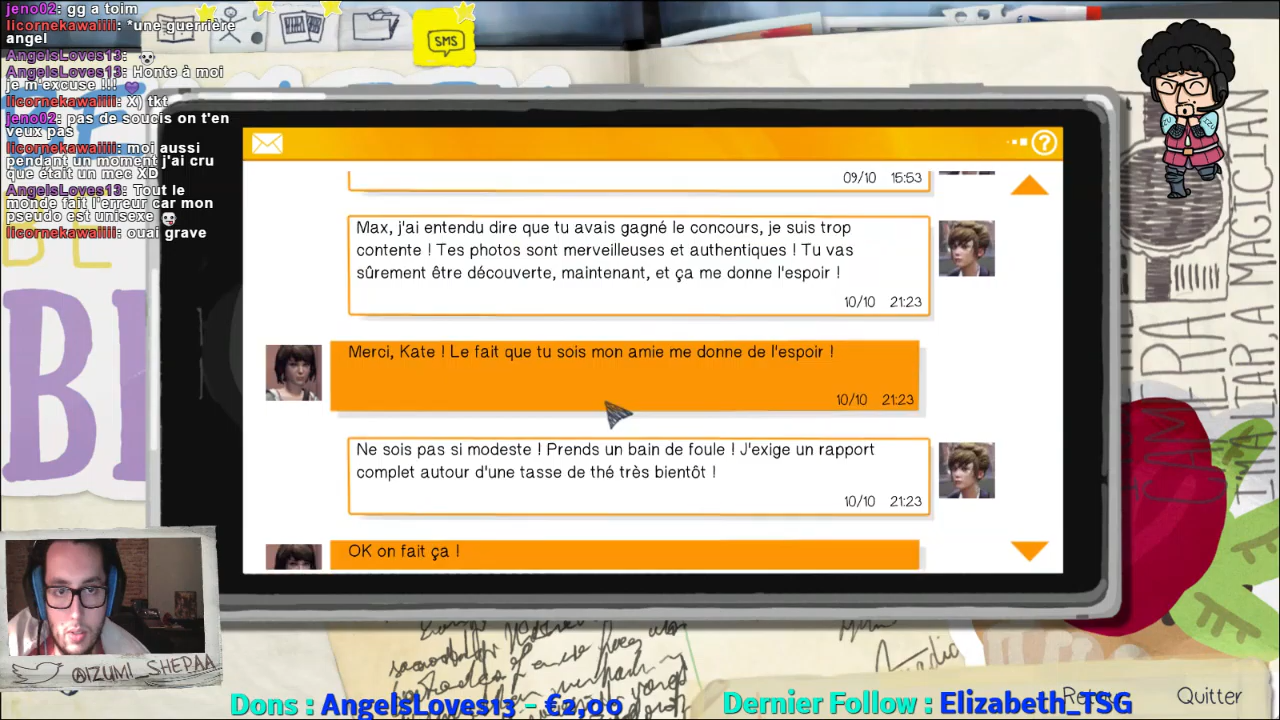 jeno02: gg a toim
licornekawaiiii: *une guerrière
angel
AngelsLoves13:
AngelsLoves13: Honte à moi
je m'excuse !!!
licornekawaiiii: X) tkt
jeno02: pas de soucis on t'en
veux pas
licornekawaiiii: moi aussi
pendant un moment j'ai cru
que était un mec XD
AngelsLoves13: Tout le
monde fait l'erreur car mon
pseudo est unisexe
licornekawaiiii: ouai grave
SMS
09/10 15:53
Max, j'ai entendu dire que tu avais gagné le concours, je suis trop
contente ! Tes photos sont merveilleuses et authentiques ! Tu vas
sûrement être découverte, maintenant, et ça me donne l'espoir !
10/10 21:23
Merci, Kate ! Le fait que tu sois mon amie me donne de l'espoir !
10/10 21:23
Ne sois pas si modeste ! Prends un bain de foule ! J'exige un rapport
complet autour d'une tasse de thé très bientôt !
10/10 21:23
OK on fait ça !
@IZUMI_SHEPAA
Quitter
Dons : AngelsLoves13 - €2,00
Dernier Follow : Elizabeth_TSG